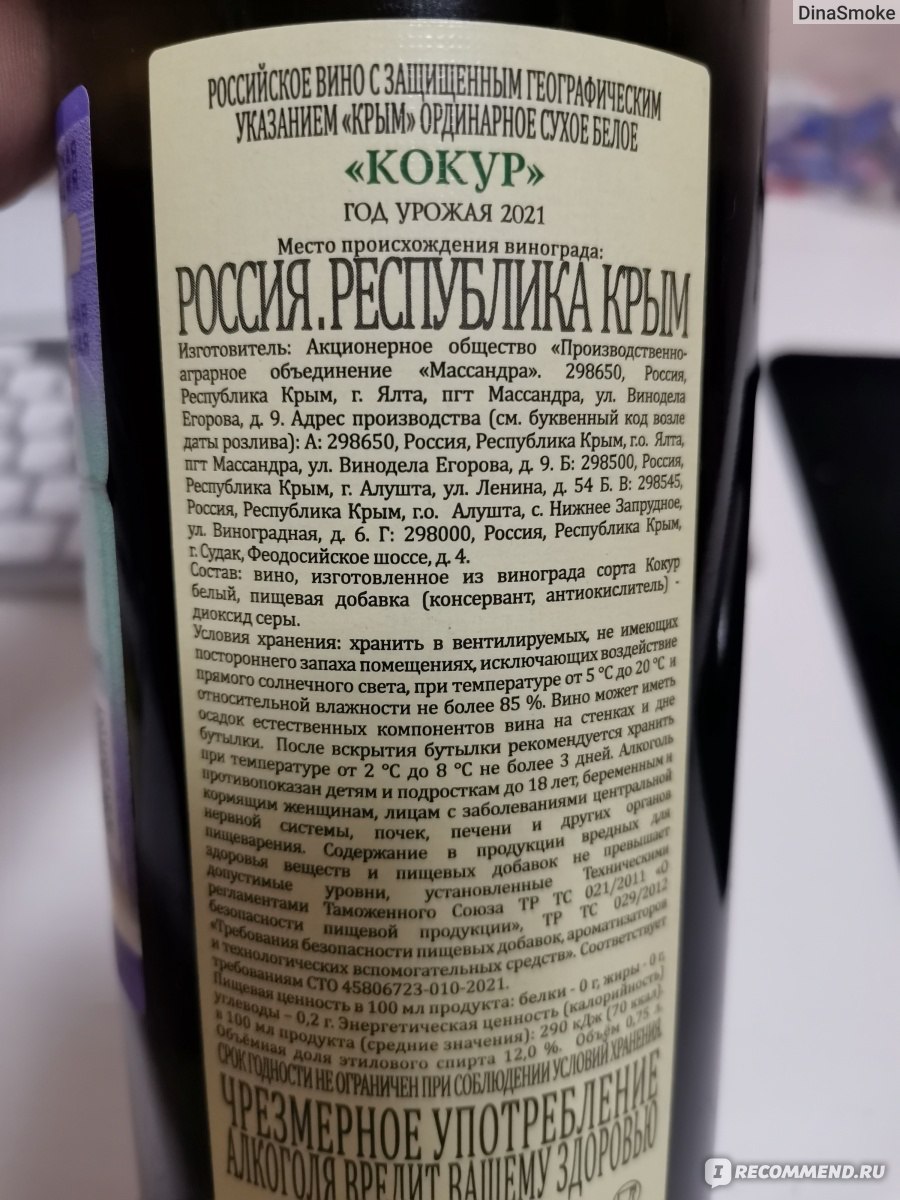 DinaSmoke
РОССИЙСКОЕ ВИНО С ЗАЩИЩЕННЫМ ГЕОГРАФИЧЕСКИМ
УКАЗАНИЕМ «КРЫМ» ОРДИНАРНОЕ СУХОЕ БЕЛОЕ
«КОКУР»
ГОД УРОЖАЯ 2021
Место происхождения винограда:
РОССИЯ.РЕСПУБЛИКА КРЫМ
Изготовитель: Акционерное общество «Производственно-
аграрное объединение «Массандра». 298650, Россия,
Республика Крым, г. Ялта, пгт Массандра, ул. Винодела
Егорова, д. 9. Адрес производства (см. буквенный код возле
даты розлива): А: 298650, Россия, Республика Крым, г.о. Ялта,
пгт Массандра, ул. Винодела Егорова, д. 9. Б: 298500, Россия,
Республика Крым, г. Алушта, ул. Ленина, д. 54 Б. В: 298545,
Россия, Республика Крым, г.о. Алушта, с. Нижнее Запрудное,
ул. Виноградная, д. 6. Г: 298000, Россия, Республика Крым,
г. Судак, Феодосийское шоссе, д. 4.
Состав: вино, изготовленное из винограда сорта Кокур
белый, пищевая добавка (консервант, антиокислитель) -
диоксид серы.
Условия хранения: хранить в вентилируемых, не имеющих
постороннего запаха помещениях, исключающих воздействие
прямого солнечного света, при температуре от 5 °С до 20 °С и
относительной влажности не более 85 %. Вино может иметь
осадок естественных компонентов вина на стенках и дне
бутылки. После вскрытия бутылки рекомендуется хранить
при температуре от 2 °С до 8 °С не более 3 дней. Алкоголь
противопоказан детям и подросткам до 18 лет, беременным и
кормящим женщинам, лицам с заболеваниями центральной
нервной системы, почек, печени и других органов
пищеварения. Содержание в продукции вредных для
здоровья веществ и пищевых добавок не превышает
допустимые уровни, установленные Техническими
регламентами Таможенного Союза ТР ТС 021/2011 «О
безопасности пищевой продукции», ТР ТС 029/2012
«Требования безопасности пищевых добавок, ароматизаторов
и технологических вспомогательных средств». Соответствует
требованиям СТО 45806723-010-2021.
Пищевая ценность в 100 мл продукта: белки - 0 г, жиры - 0 г,
углеводы – 0,2 г. Энергетическая ценность (калорийность)
в 100 мл продукта (средние значения): 290 кДж (70 ккал).
Объёмная доля этилового спирта 12,0 %. Объём 0,75 л.
СРОК ГОДНОСТИ НЕ ОГРАНИЧЕН ПРИ СОБЛЮДЕНИИ УСЛОВИЙ ХРАНЕНИЯ.
ЧРЕЗМЕРНОЕ УПОТРЕБЛЕНИЕ
АЛКОГОЛЯ ВРЕДИТ ВАШЕМУ ЗДОРОВЬЮ
IRECOMMEND.RU